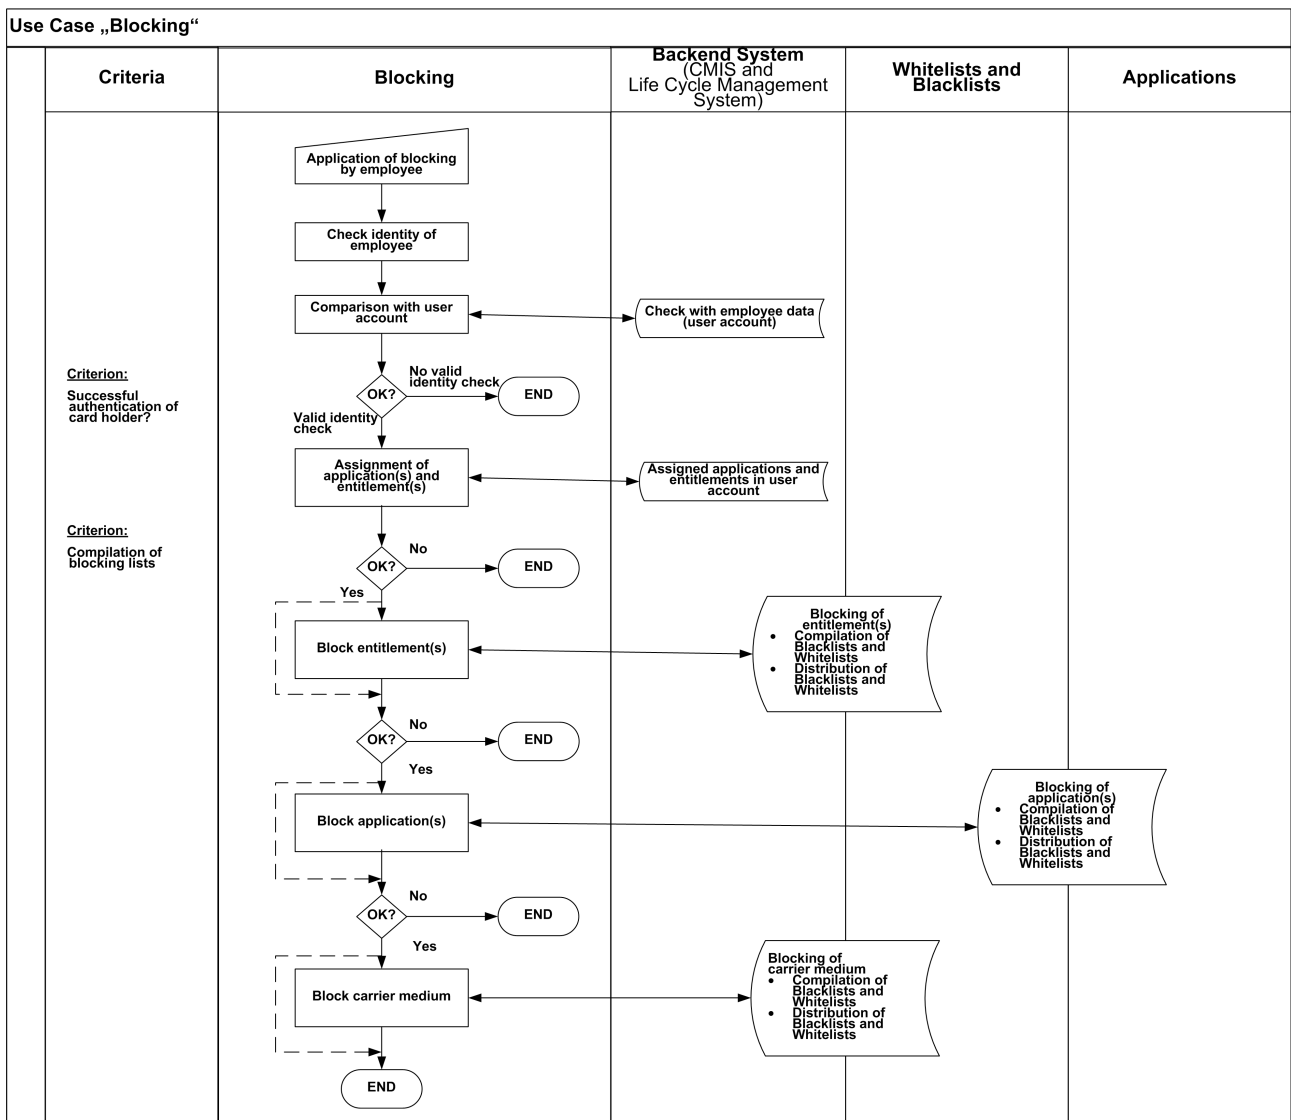 Use Case „Blocking“
Criteria
Blocking
Backend System
(CMIS and
Life Cycle Management
System)
Whitelists and
Blacklists
Applications
Application of blocking
by employee
Check identity of
employee
Comparison with user
account
Check with employee data
(user account)
Criterion:
Successful
authentication of
card holder?
OK?
No valid
identity check
END
Valid identity
check
Assignment of
application(s) and
entitlement(s)
Assigned applications and
entitlements in user
account
Criterion:
Compilation of
blocking lists
OK?
No
END
Yes
Block entitlement(s)
Blocking of
entitlement(s)
• Compilation of
Blacklists and
Whitelists
• Distribution of
Blacklists and
Whitelists
OK?
No
END
Yes
Block application(s)
Blocking of
application(s)
• Compilation of
Blacklists and
Whitelists
• Distribution of
Blacklists and
Whitelists
OK?
No
END
Yes
Block carrier medium
Blocking of
carrier medium
• Compilation of
Blacklists and
Whitelists
• Distribution of
Blacklists and
Whitelists
END